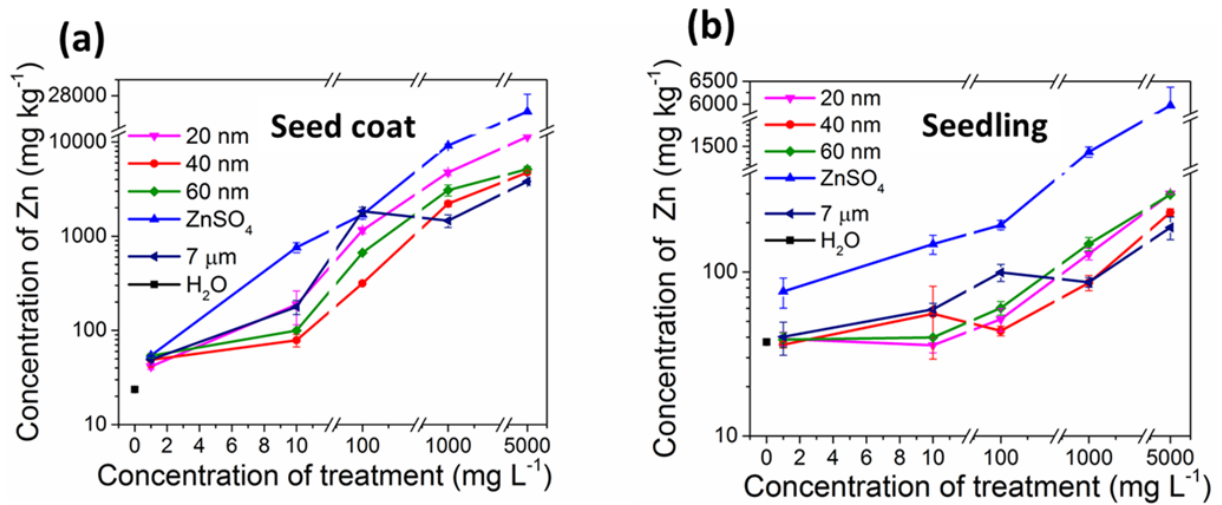 (a)
Concentration of Zn (mg kg⁻¹)
28000
10000
1000
100
10
Seed coat
20 nm
40 nm
60 nm
ZnSO₄
7 μm
H₂O
0 2 4 6 8 10 100 1000 5000
Concentration of treatment (mg L⁻¹)
(b)
Concentration of Zn (mg kg⁻¹)
6500
6000
1500
100
10
Seedling
20 nm
40 nm
60 nm
ZnSO₄
7 μm
H₂O
0 2 4 6 8 10 100 1000 5000
Concentration of treatment (mg L⁻¹)